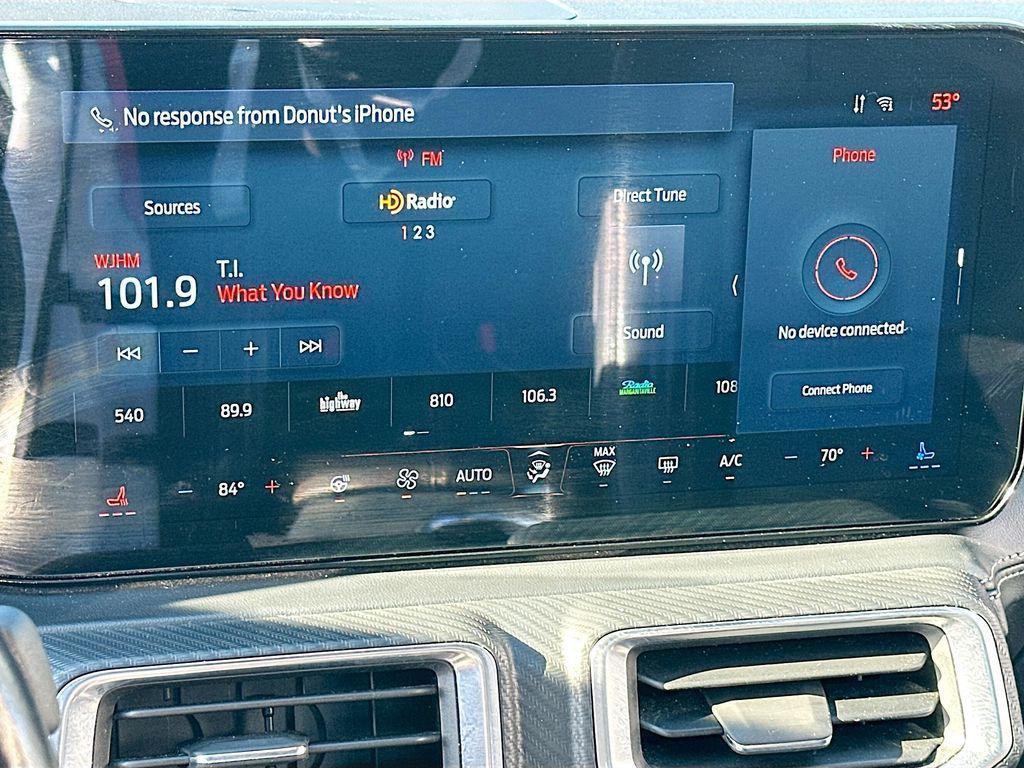 No response from Donut's iPhone
53°
FM
Phone
Sources
HD Radio
Direct Tune
1 2 3
WJHM
101.9
T.I.
What You Know
Sound
No device connected
Connect Phone
540
89.9
the
highway
810
106.3
Radio
MARGARITAVILLE
108
84°
AUTO
MAX
A/C
70°